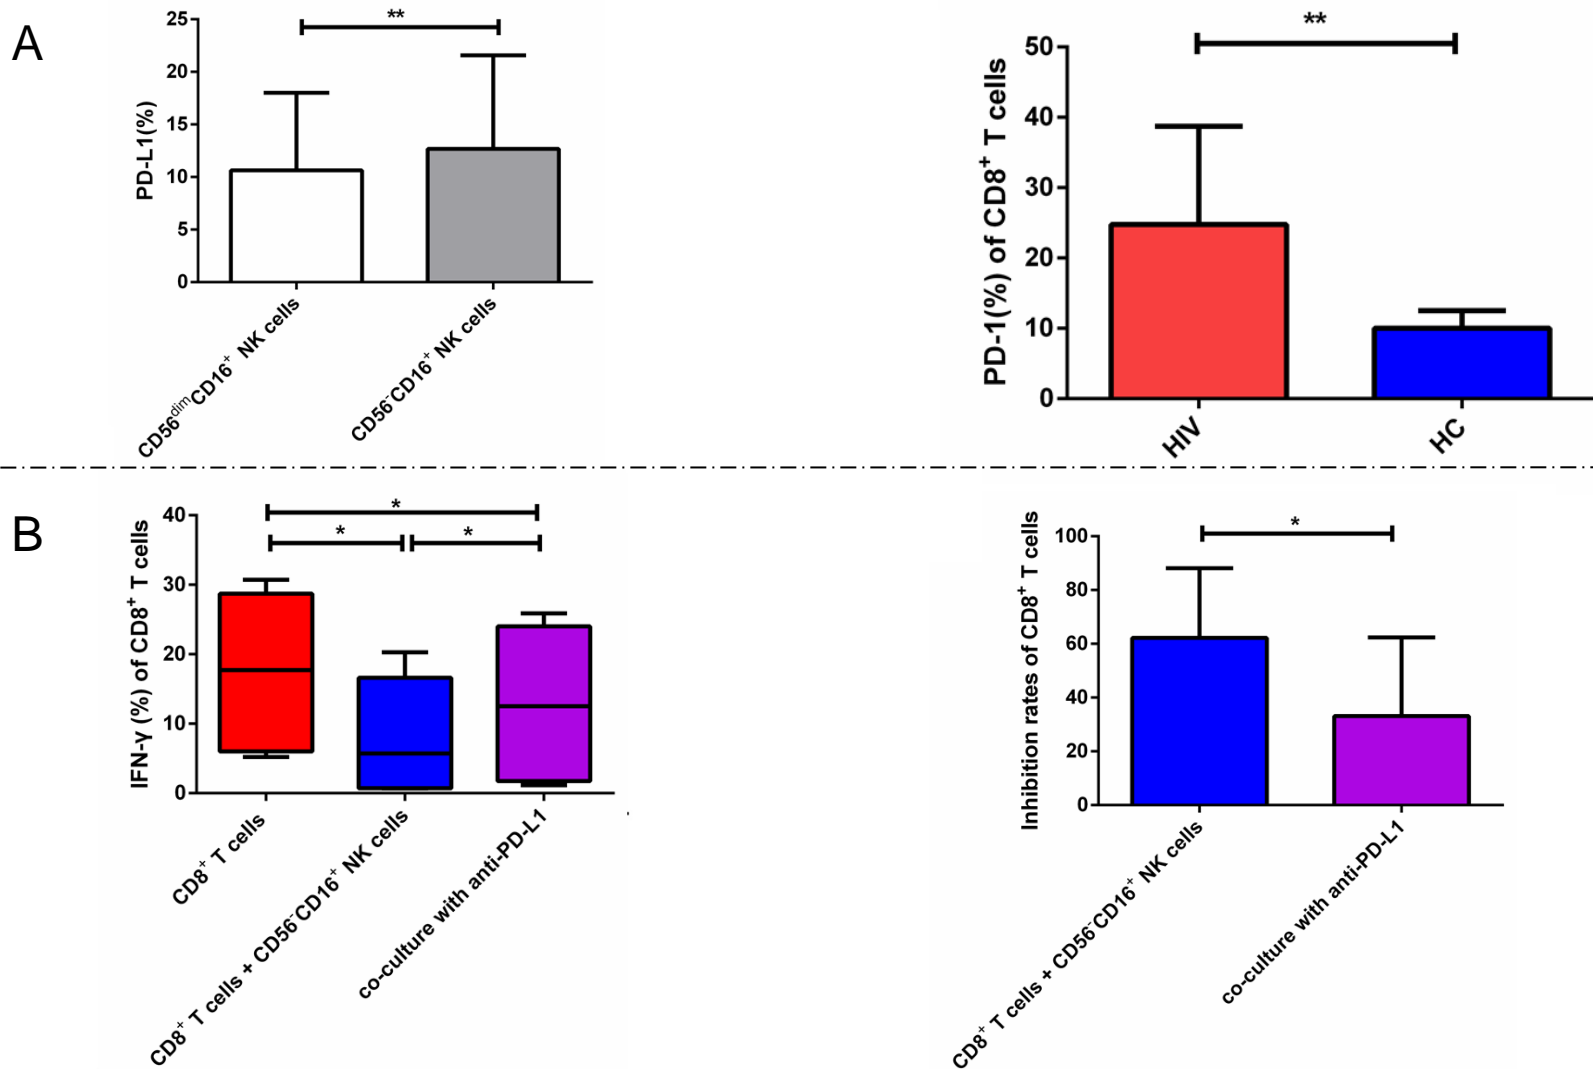 A
PD-L1(%)
25
20
15
10
5
0
**
CD56dimCD16+ NK cells
CD56-CD16+ NK cells
PD-1(%) of CD8+ T cells
50
40
30
20
10
0
**
HIV
HC
B
IFN-γ (%) of CD8+ T cells
40
30
20
10
0
*
*
*
CD8+ T cells
CD8+ T cells + CD56-CD16+ NK cells
co-culture with anti-PD-L1
Inhibition rates of CD8+ T cells
100
80
60
40
20
0
*
CD8+ T cells + CD56-CD16+ NK cells
co-culture with anti-PD-L1